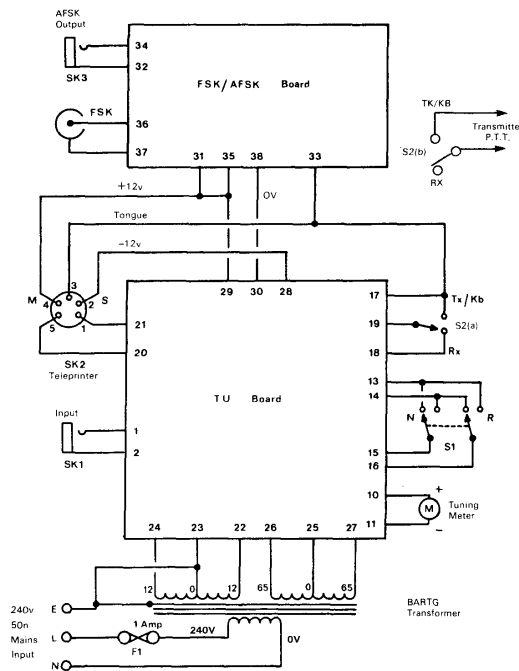 AFSK
Output
34
32
SK3
FSK/AFSK Board
FSK
36
37
31 35 38 33
TK/KB
Transmitte
P.T.T.
S2(b)
RX
+12v
OV
Tongue
-12v
M 4 3 2 S
5 1
SK2
Teleprinter
29 30 28
21
20
17
19
18
Tx/Kb
S2(a)
Rx
TU Board
13
14
N R
S1
15
16
Input
1
2
SK1
10
11
+
M
-
Tuning
Meter
24 23 22 26 25 27
12 0 12 65 0 65
BARTG
Transformer
240v
50n
Mains
Input
E
L
N
1 Amp
F1
240V
0V